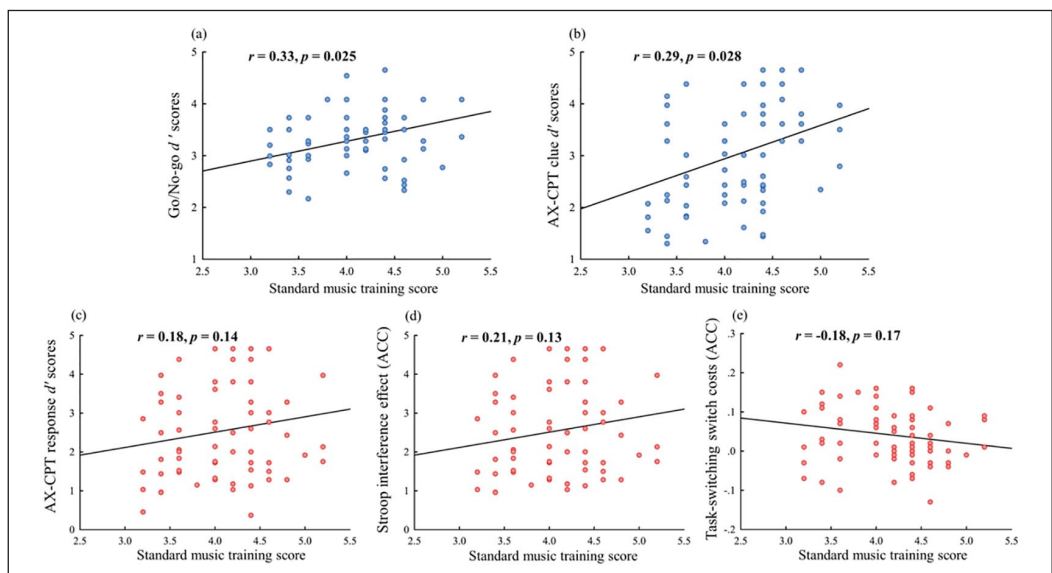 (a)
r = 0.33, p = 0.025
Go/No-go d' scores
5
4
3
2
1
2.5 3.0 3.5 4.0 4.5 5.0 5.5
Standard music training score
(b)
r = 0.29, p = 0.028
AX-CPT clue d' scores
5
4
3
2
1
2.5 3.0 3.5 4.0 4.5 5.0 5.5
Standard music training score
(c)
r = 0.18, p = 0.14
AX-CPT response d' scores
5
4
3
2
1
0
2.5 3.0 3.5 4.0 4.5 5.0 5.5
Standard music training score
(d)
r = 0.21, p = 0.13
Stroop interference effect (ACC)
5
4
3
2
1
0
2.5 3.0 3.5 4.0 4.5 5.0 5.5
Standard music training score
(e)
r = -0.18, p = 0.17
Task-switching switch costs (ACC)
.3
.2
.1
.0
-.1
-.2
2.5 3.0 3.5 4.0 4.5 5.0 5.5
Standard music training score